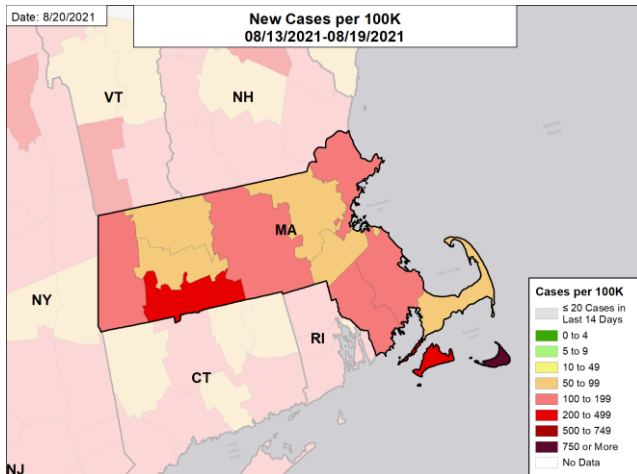 Date: 8/20/2021
New Cases per 100K
08/13/2021-08/19/2021
VT
NH
MA
NY
CT
RI
NJ
Cases per 100K
≤ 20 Cases in
Last 14 Days
0 to 4
5 to 9
10 to 49
50 to 99
100 to 199
200 to 499
500 to 749
750 or More
No Data